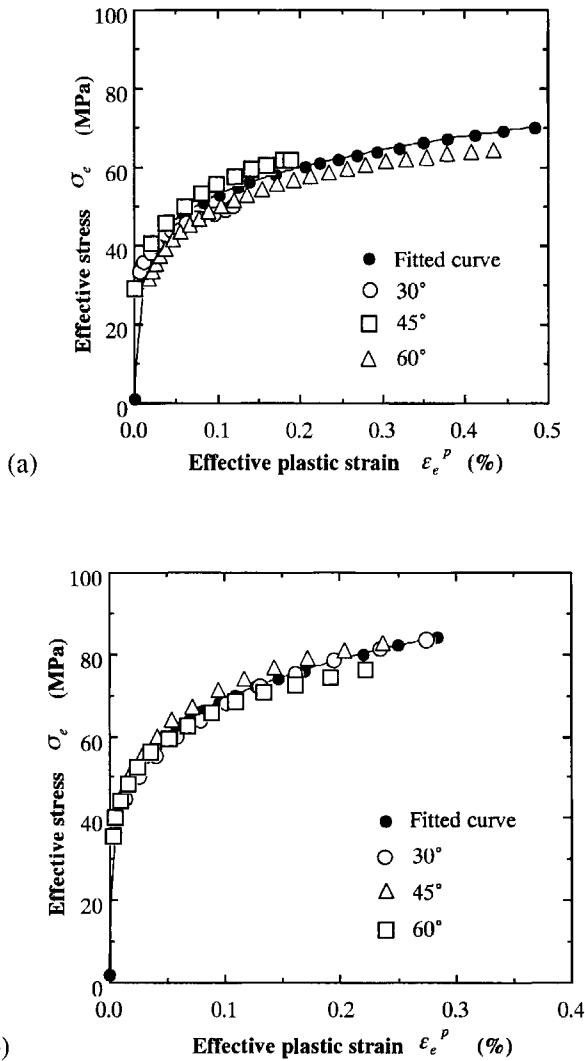 100
80
60
40
20
0
Effective stress σe (MPa)
Fitted curve
30°
45°
60°
0.0 0.1 0.2 0.3 0.4 0.5
(a) Effective plastic strain εe^p (%)
100
80
60
40
20
0
Effective stress σe (MPa)
Fitted curve
30°
45°
60°
0.0 0.1 0.2 0.3 0.4
) Effective plastic strain εe^p (%)